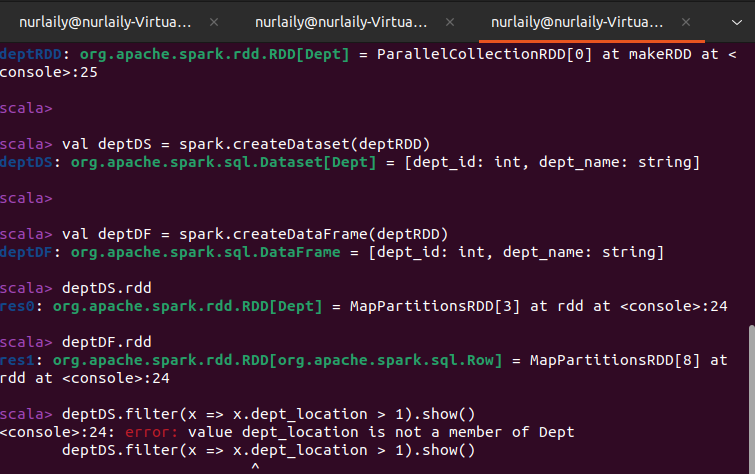 nurlaily@nurlaily-Virtua... × nurlaily@nurlaily-Virtua... × nurlaily@nurlaily-Virtua... ×
deptRDD: org.apache.spark.rdd.RDD[Dept] = ParallelCollectionRDD[0] at makeRDD at <
console>:25
scala>
scala> val deptDS = spark.createDataset(deptRDD)
deptDS: org.apache.spark.sql.Dataset[Dept] = [dept_id: int, dept_name: string]
scala>
scala> val deptDF = spark.createDataFrame(deptRDD)
deptDF: org.apache.spark.sql.DataFrame = [dept_id: int, dept_name: string]
scala> deptDS.rdd
res0: org.apache.spark.rdd.RDD[Dept] = MapPartitionsRDD[3] at rdd at <console>:24
scala> deptDF.rdd
res1: org.apache.spark.rdd.RDD[org.apache.spark.sql.Row] = MapPartitionsRDD[8] at
rdd at <console>:24
scala> deptDS.filter(x => x.dept_location > 1).show()
<console>:24: error: value dept_location is not a member of Dept
deptDS.filter(x => x.dept_location > 1).show()
^